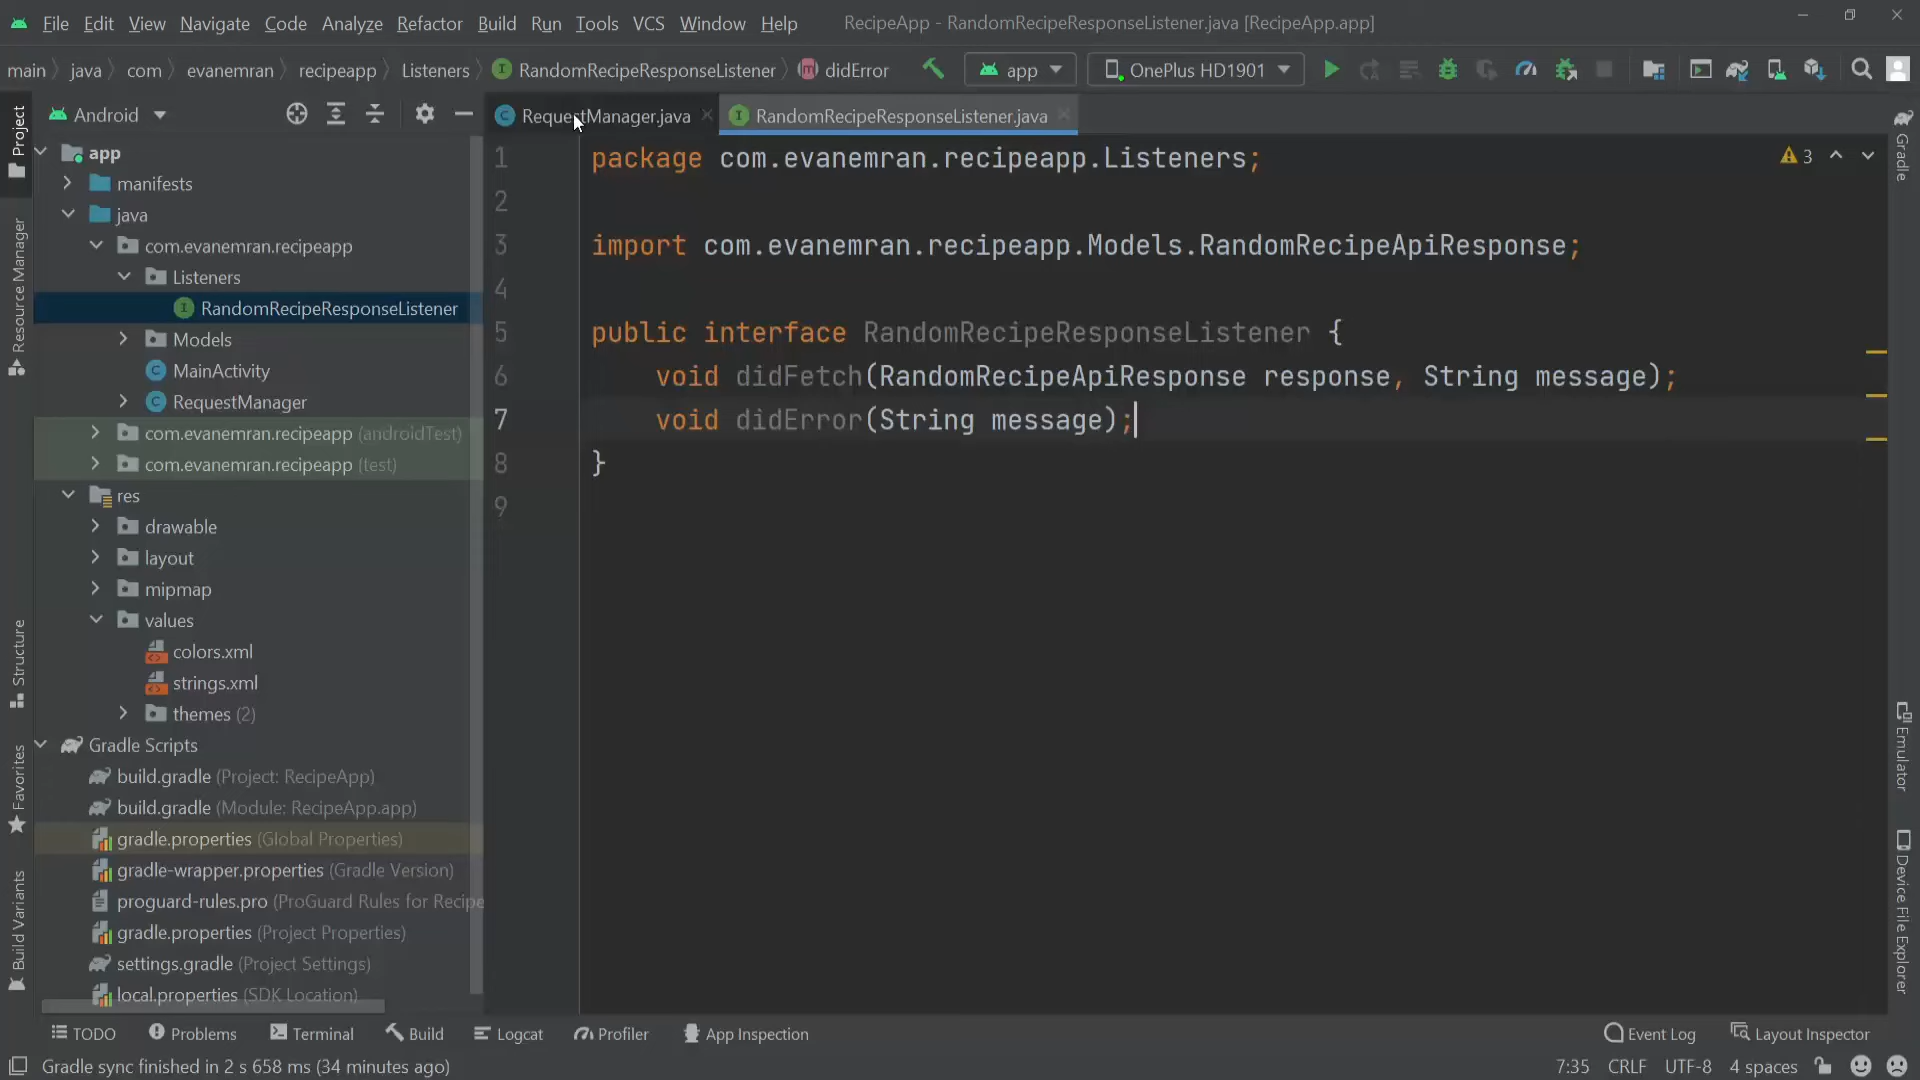 File Edit View Navigate Code Analyze Refactor Build Run Tools VCS Window Help RecipeApp - RandomRecipeResponseListener.java [RecipeApp.app]
main java com evanemran recipeapp Listeners RandomRecipeResponseListener didError app OnePlus HD1901
Android
RequestManager.java RandomRecipeResponseListener.java
Project
Resource Manager
Structure
Favorites
Build Variants
app
manifests
java
com.evanemran.recipeapp
Listeners
RandomRecipeResponseListener
Models
MainActivity
RequestManager
com.evanemran.recipeapp (androidTest)
com.evanemran.recipeapp (test)
res
drawable
layout
mipmap
values
colors.xml
strings.xml
themes (2)
Gradle Scripts
build.gradle (Project: RecipeApp)
build.gradle (Module: RecipeApp.app)
gradle.properties (Global Properties)
gradle-wrapper.properties (Gradle Version)
proguard-rules.pro (ProGuard Rules for Recipe
gradle.properties (Project Properties)
settings.gradle (Project Settings)
local.properties (SDK Location)
1 package com.evanemran.recipeapp.Listeners;
2
3 import com.evanemran.recipeapp.Models.RandomRecipeApiResponse;
4
5 public interface RandomRecipeResponseListener {
6 void didFetch(RandomRecipeApiResponse response, String message);
7 void didError(String message);
8 }
9
3
Gradle
Emulator
Device File Explorer
TODO Problems Terminal Build Logcat Profiler App Inspection Event Log Layout Inspector
Gradle sync finished in 2 s 658 ms (34 minutes ago) 7:35 CRLF UTF-8 4 spaces